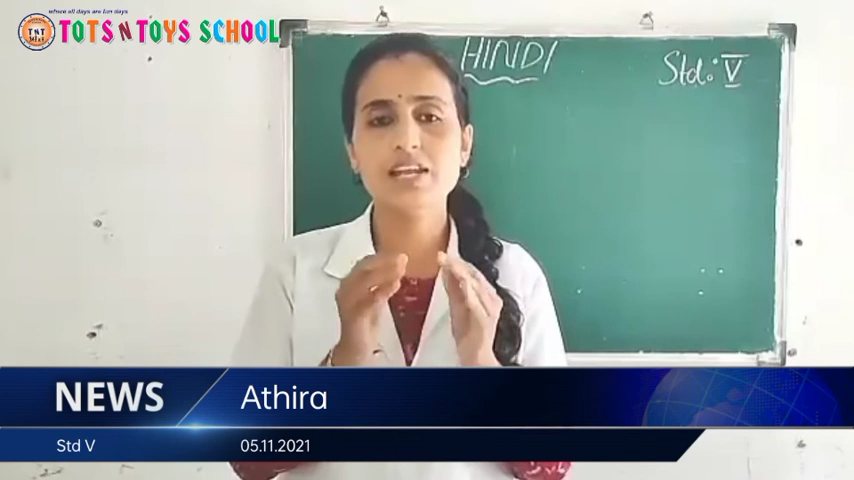 where all days are fun days
TOTS N TOYS SCHOOL
TNT
HINDI
Std: V
NEWS
Athira
Std V
05.11.2021